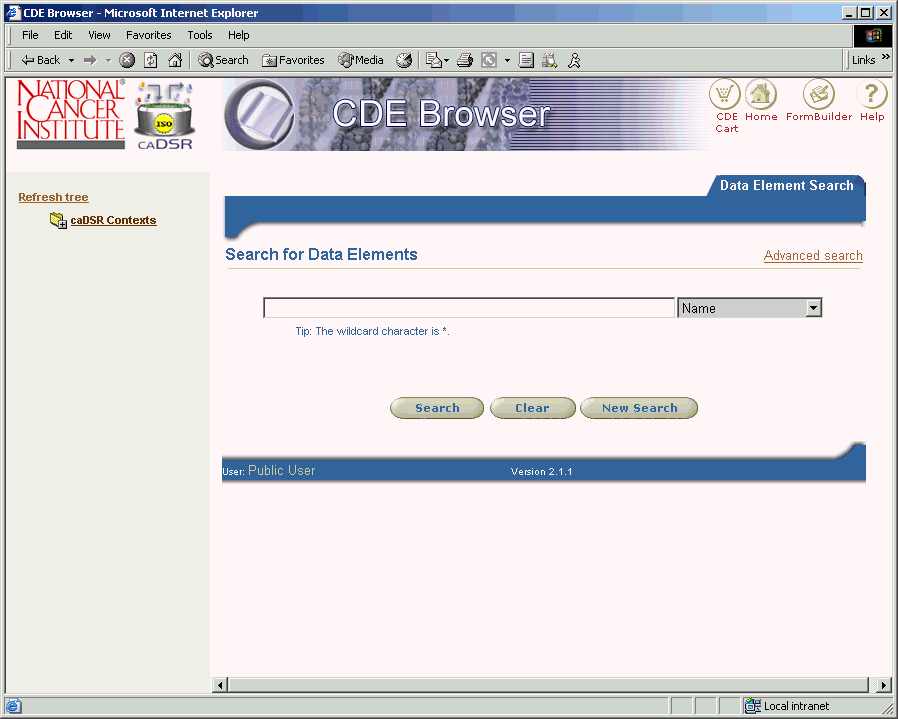 CDE Browser - Microsoft Internet Explorer
File Edit View Favorites Tools Help
Back Search Favorites Media Links »
NATIONAL
CANCER
INSTITUTE
ISO
caDSR
CDE Browser
CDE
Cart
Home
FormBuilder
Help
Refresh tree
caDSR Contexts
Data Element Search
Search for Data Elements
Advanced search
Name
Tip: The wildcard character is *.
Search Clear New Search
User: Public User Version 2.1.1
Local intranet